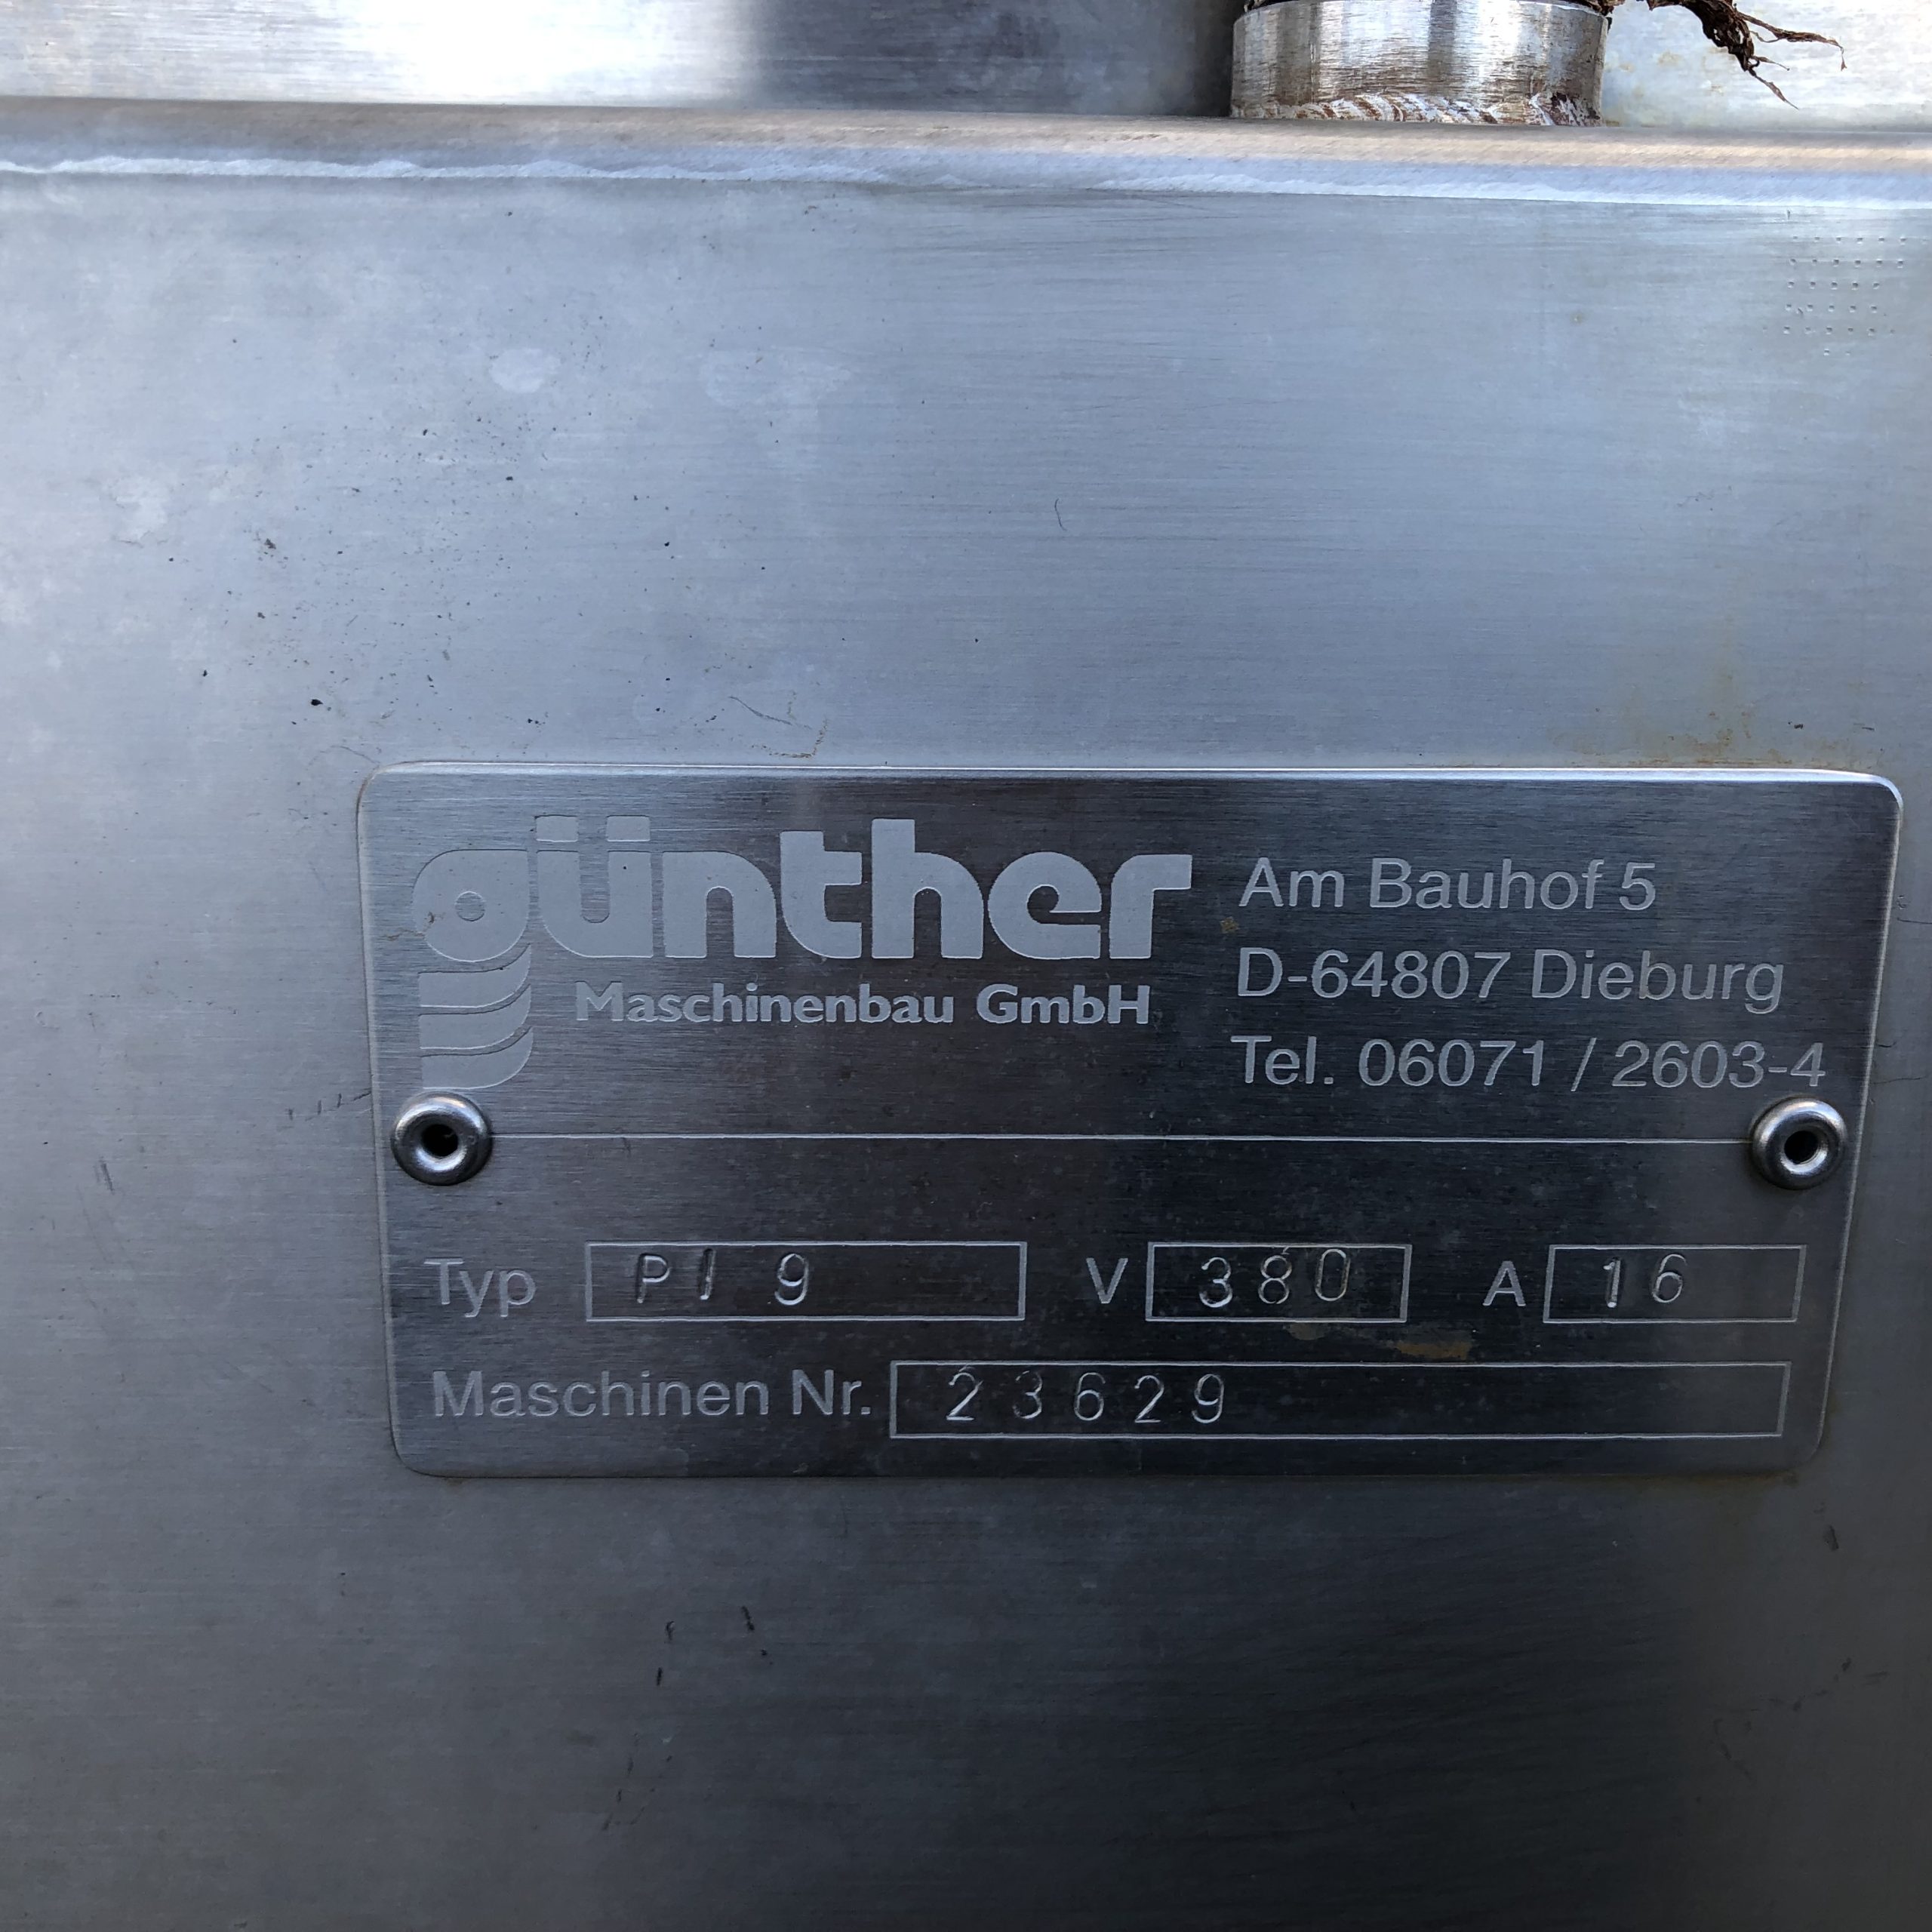 günther
Maschinenbau GmbH
Am Bauhof 5
D-64807 Dieburg
Tel. 06071 / 2603-4
Typ PI 9 V 380 A 16
Maschinen Nr. 23629